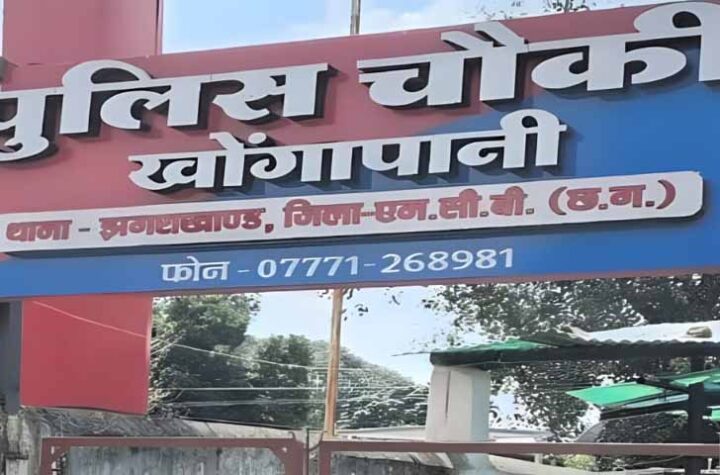 पुलिस चौकी
खोंगापानी
थाना - झगराखाण्ड, जिला-एम.सी.बी. (छ.ग.)
फोन - 07771-268981